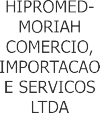 HIPROMED-
MORIAH
COMERCIO,
IMPORTACAO
E SERVICOS
LTDA